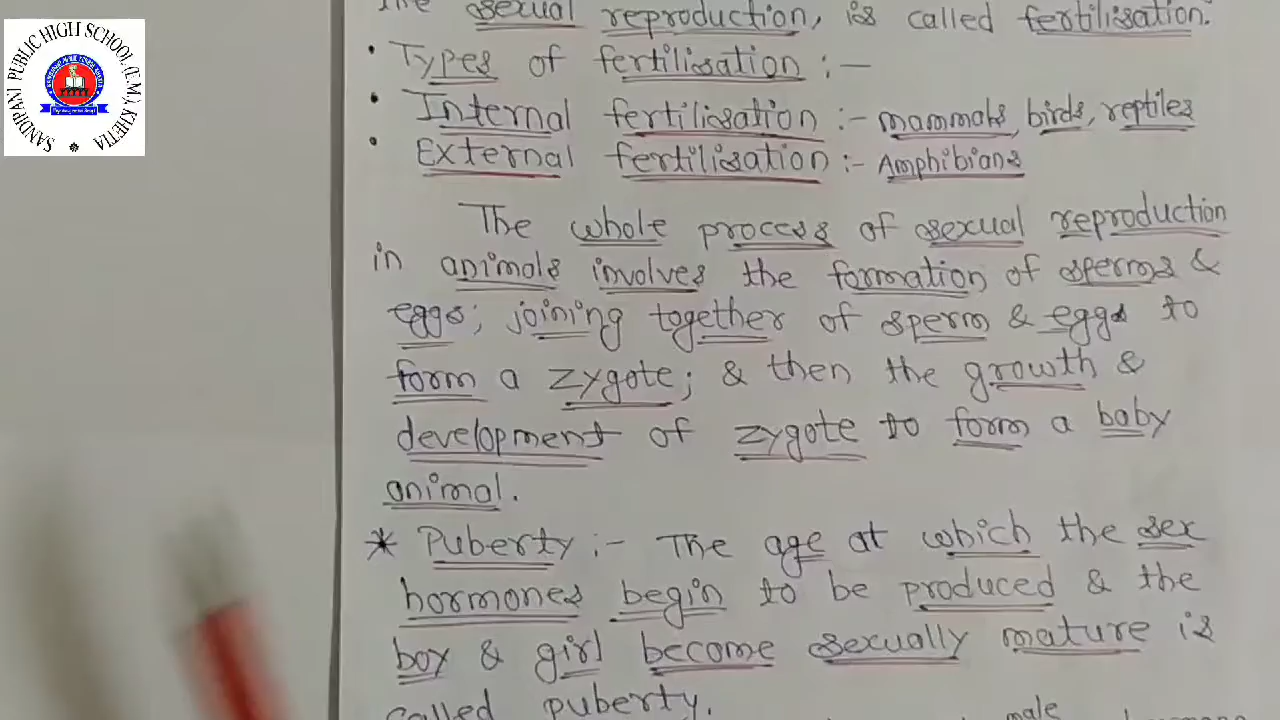 SANDIPANI PUBLIC HIGH SCHOOL (E.M.), KHETIA
the sexual reproduction, is called fertilisation.
• Types of fertilisation :-
• Internal fertilisation :- mammals, birds, reptiles
• External fertilisation :- Amphibians
The whole process of sexual reproduction
in animals involves the formation of sperms &
eggs; joining together of sperm & eggs to
form a zygote; & then the growth &
development of zygote to form a baby
animal.
* Puberty :- The age at which the sex
hormones begin to be produced & the
boy & girl become sexually mature is
called puberty.
male